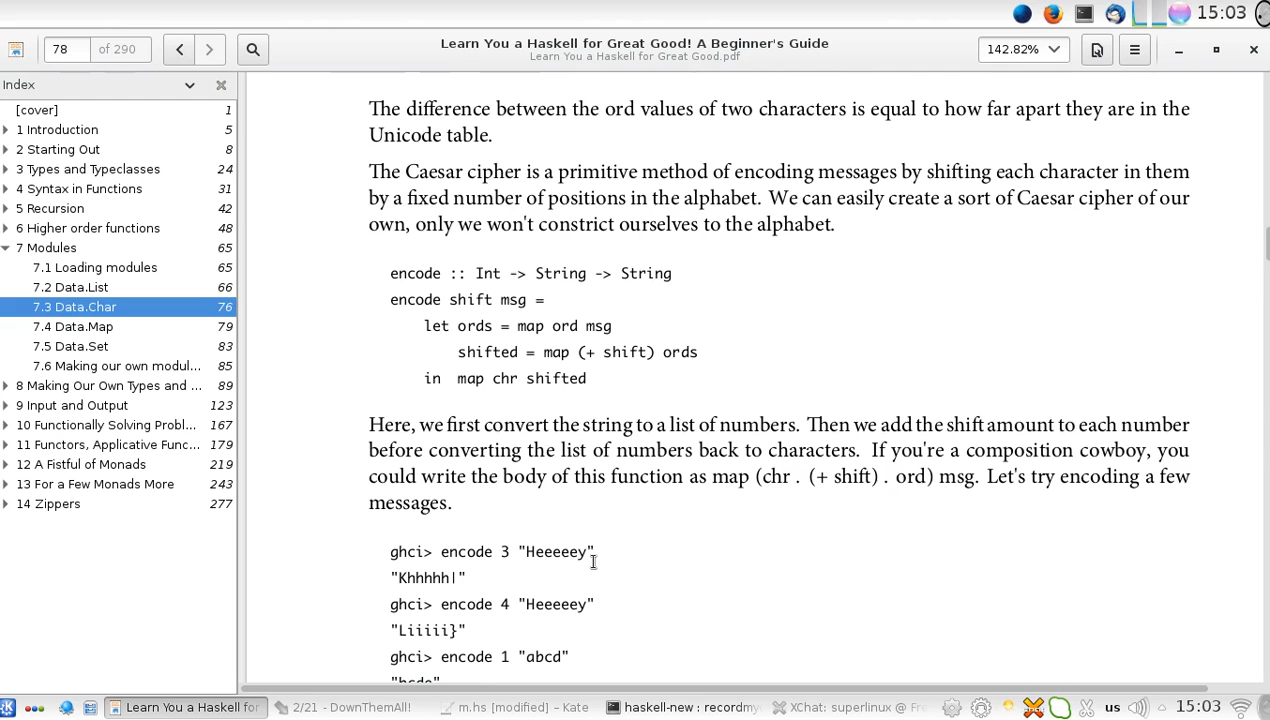 15:03
78 of 290
Learn You a Haskell for Great Good! A Beginner's Guide
Learn You a Haskell for Great Good.pdf
142.82%
Index
[cover] 1
1 Introduction 5
2 Starting Out 8
3 Types and Typeclasses 24
4 Syntax in Functions 31
5 Recursion 42
6 Higher order functions 48
7 Modules 65
7.1 Loading modules 65
7.2 Data.List 66
7.3 Data.Char 76
7.4 Data.Map 79
7.5 Data.Set 83
7.6 Making our own modul... 85
8 Making Our Own Types and ... 89
9 Input and Output 123
10 Functionally Solving Probl... 167
11 Functors, Applicative Func... 179
12 A Fistful of Monads 219
13 For a Few Monads More 243
14 Zippers 277
The difference between the ord values of two characters is equal to how far apart they are in the
Unicode table.
The Caesar cipher is a primitive method of encoding messages by shifting each character in them
by a fixed number of positions in the alphabet. We can easily create a sort of Caesar cipher of our
own, only we won't constrict ourselves to the alphabet.
encode :: Int -> String -> String
encode shift msg =
let ords = map ord msg
shifted = map (+ shift) ords
in map chr shifted
Here, we first convert the string to a list of numbers. Then we add the shift amount to each number
before converting the list of numbers back to characters. If you're a composition cowboy, you
could write the body of this function as map (chr . (+ shift) . ord) msg. Let's try encoding a few
messages.
ghci> encode 3 "Heeeeey"
"Khhhhh|"
ghci> encode 4 "Heeeeey"
"Liiiii}"
ghci> encode 1 "abcd"
"bcde"
Learn You a Haskell for
2/21 - DownThemAll!
m.hs [modified] – Kate
haskell-new : recordmy
XChat: superlinux @ Fre
us
15:03